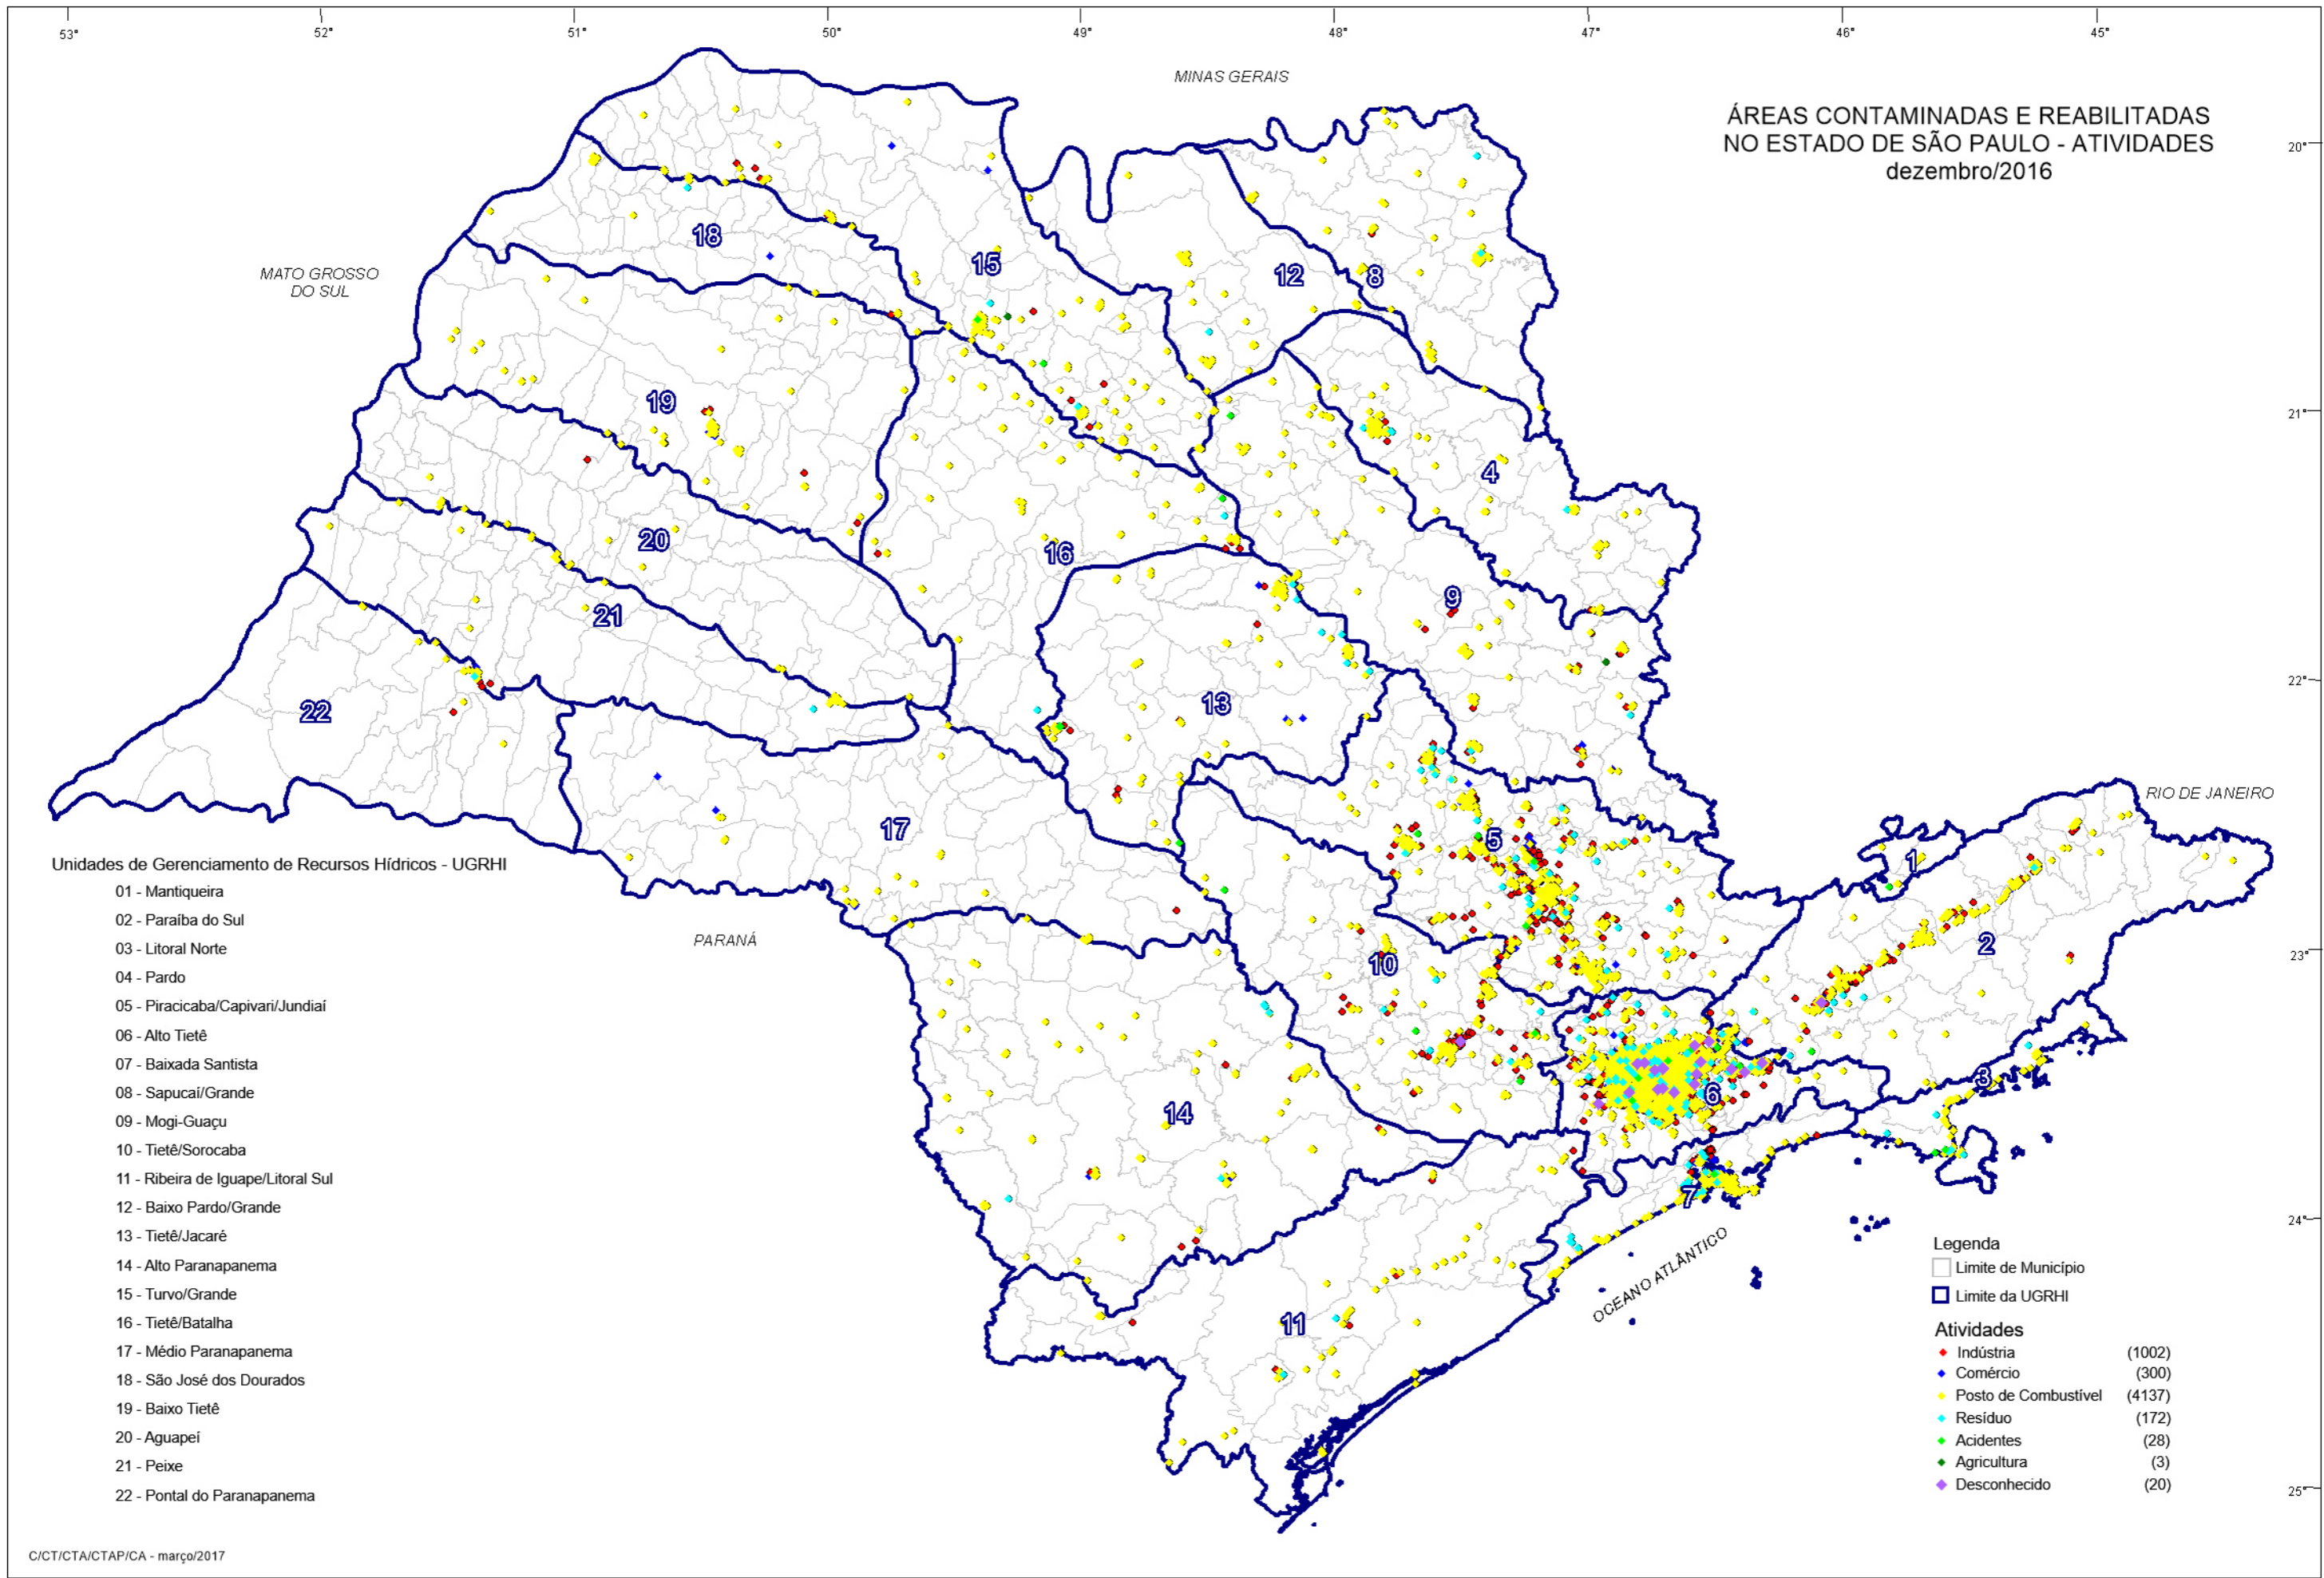 53°
52°
51°
50°
49°
48°
47°
46°
45°
MINAS GERAIS
ÁREAS CONTAMINADAS E REABILITADAS
NO ESTADO DE SÃO PAULO - ATIVIDADES
dezembro/2016
20°
MATO GROSSO
DO SUL
18
15
12
8
21°
19
4
20
16
9
21
22°
22
13
RIO DE JANEIRO
17
5
1
PARANÁ
2
23°
10
3
6
14
7
24°
OCEANO ATLÂNTICO
11
25°
Unidades de Gerenciamento de Recursos Hídricos - UGRHI
01 - Mantiqueira
02 - Paraíba do Sul
03 - Litoral Norte
04 - Pardo
05 - Piracicaba/Capivari/Jundiaí
06 - Alto Tietê
07 - Baixada Santista
08 - Sapucaí/Grande
09 - Mogi-Guaçu
10 - Tietê/Sorocaba
11 - Ribeira de Iguape/Litoral Sul
12 - Baixo Pardo/Grande
13 - Tietê/Jacaré
14 - Alto Paranapanema
15 - Turvo/Grande
16 - Tietê/Batalha
17 - Médio Paranapanema
18 - São José dos Dourados
19 - Baixo Tietê
20 - Aguapeí
21 - Peixe
22 - Pontal do Paranapanema
Legenda
Limite de Município
Limite da UGRHI
Atividades
Indústria (1002)
Comércio (300)
Posto de Combustível (4137)
Resíduo (172)
Acidentes (28)
Agricultura (3)
Desconhecido (20)
C/CT/CTA/CTAP/CA - março/2017